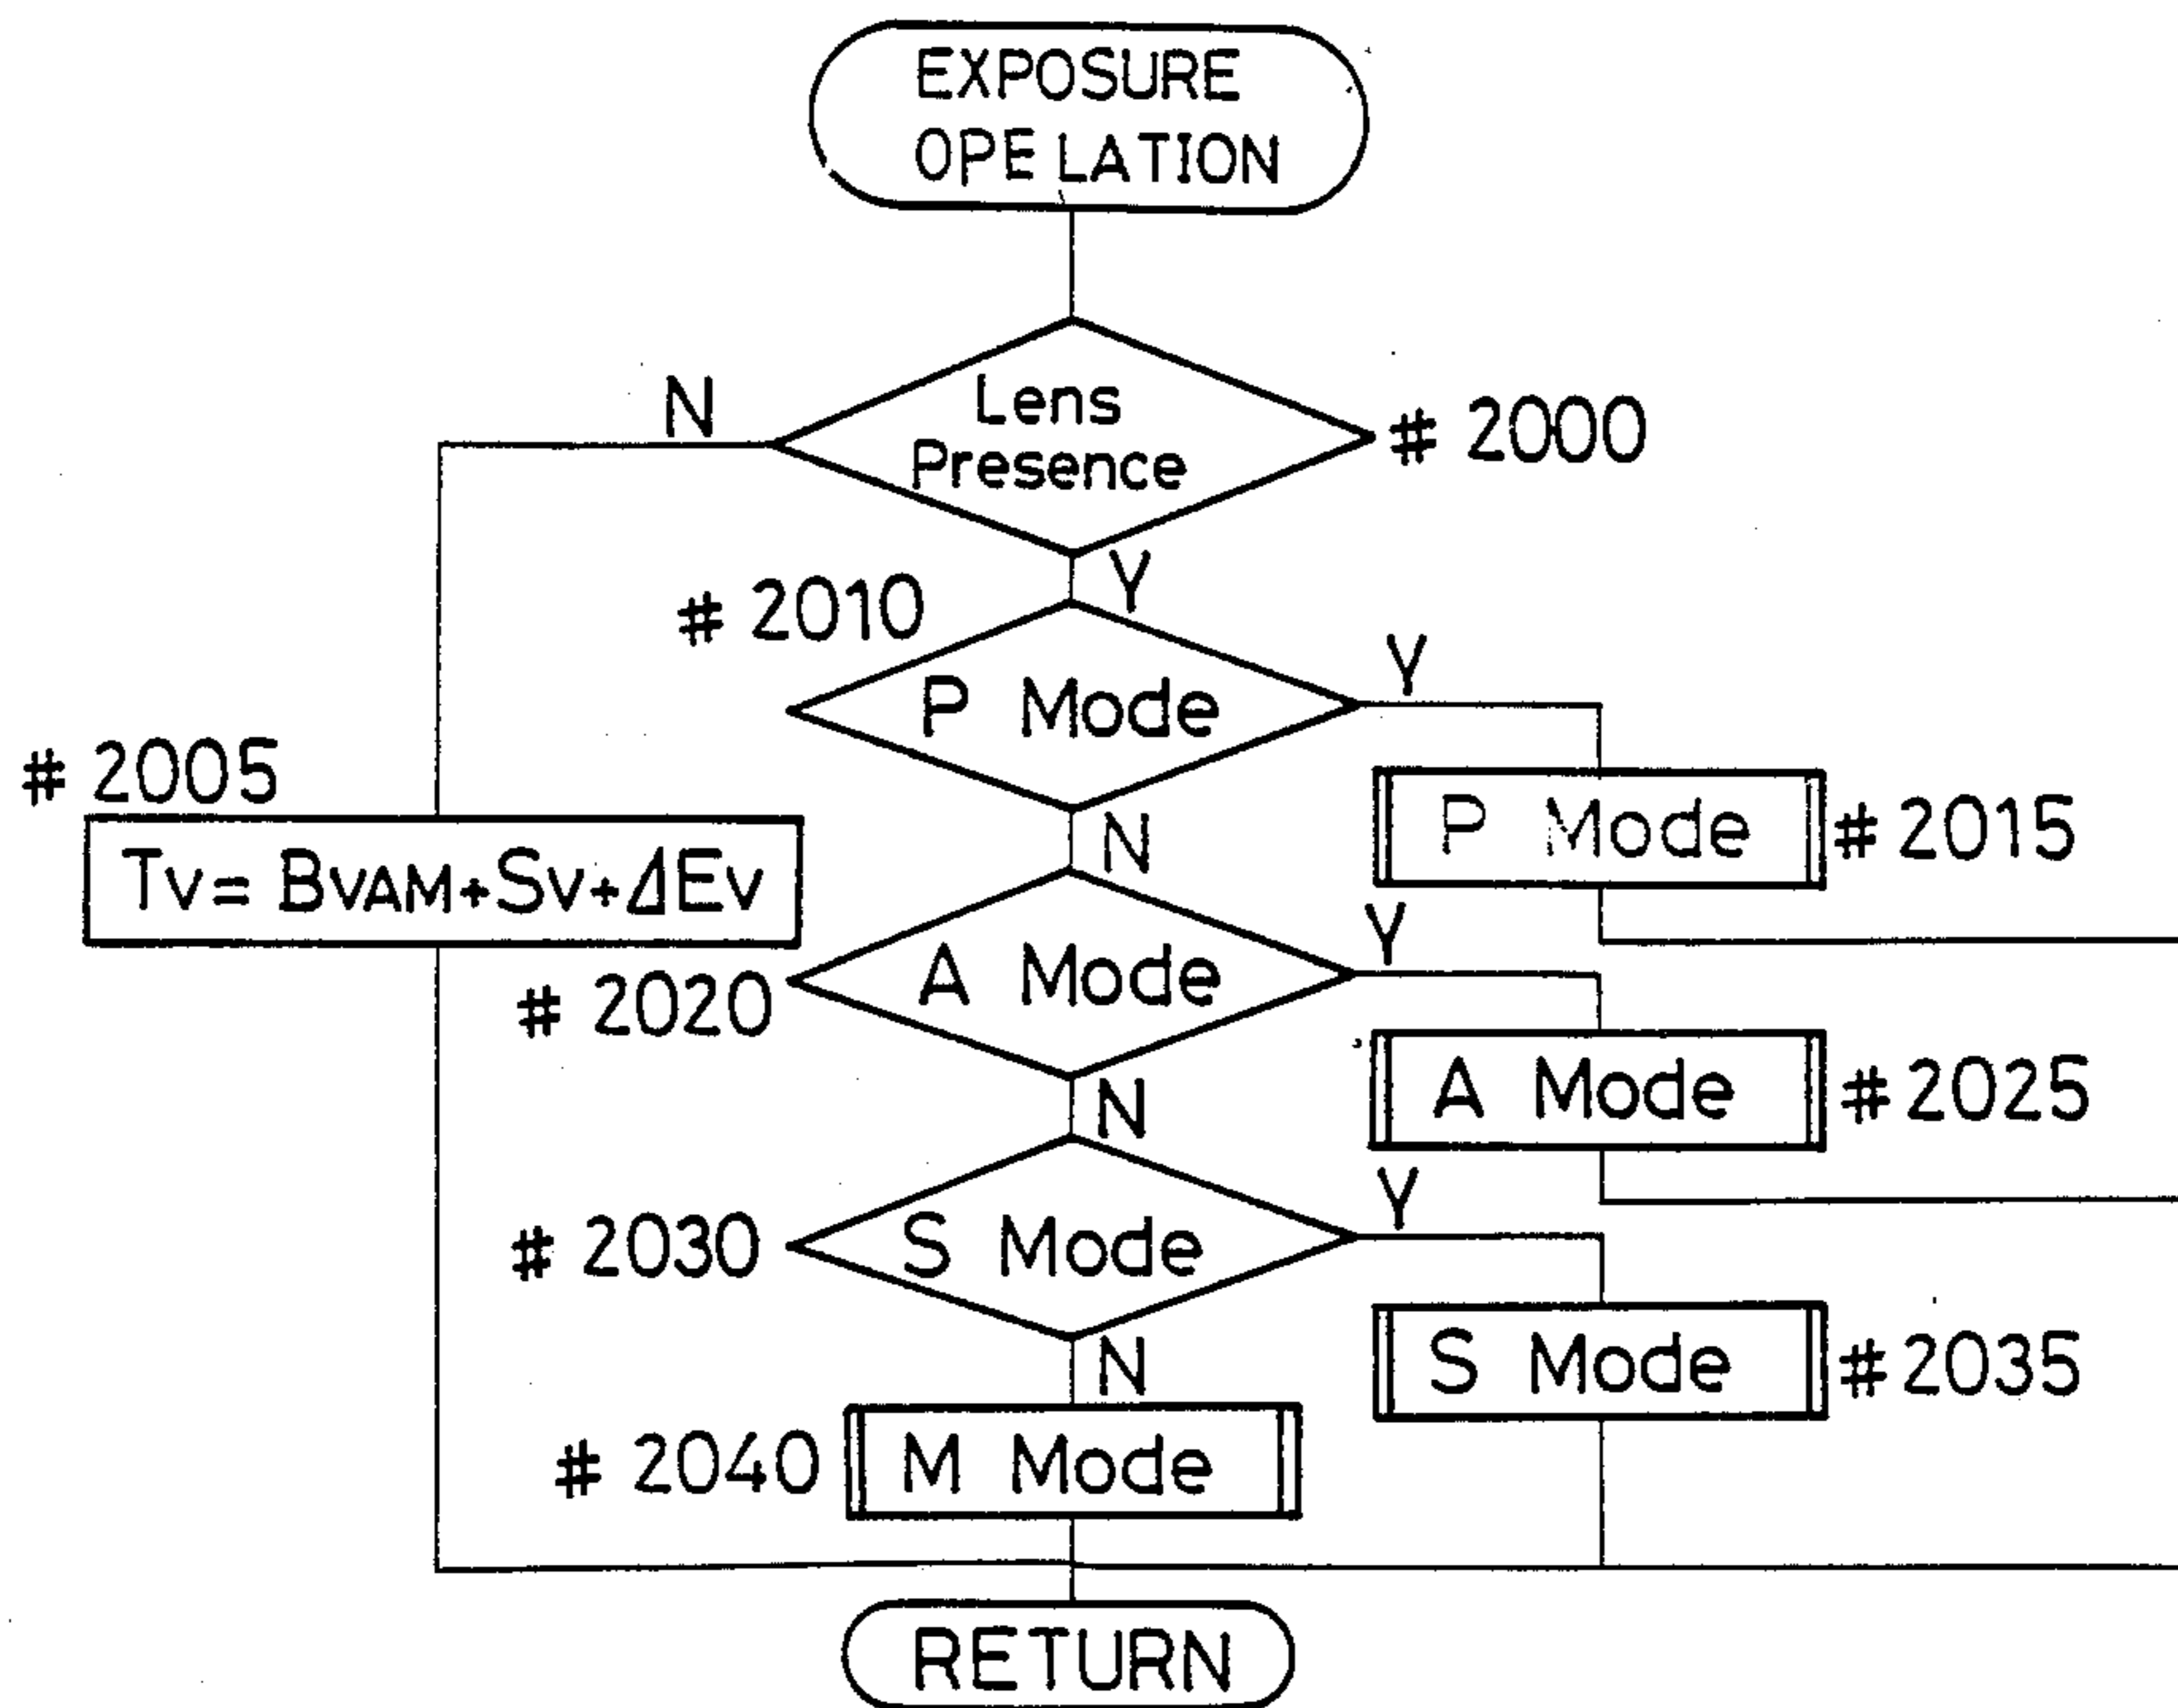 EXPOSURE
OPE LATION
Lens
Presence
N
# 2000
Y
# 2010
P Mode
Y
# 2005
Tv= BVAM+Sv+ΔEv
N
P Mode
# 2015
# 2020
A Mode
Y
N
A Mode
# 2025
# 2030
S Mode
Y
N
S Mode
# 2035
# 2040
M Mode
RETURN